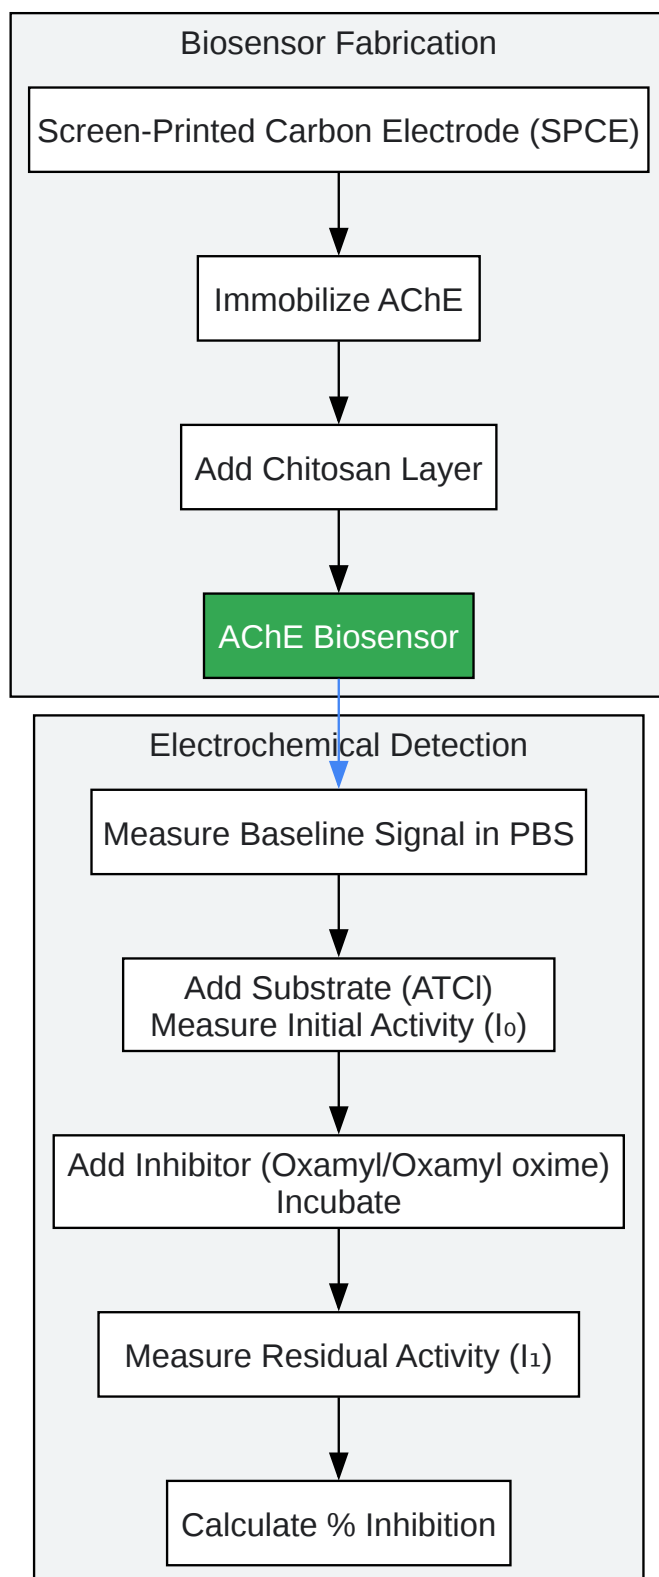 Biosensor Fabrication
Screen-Printed Carbon Electrode (SPCE)
Immobilize AChE
Add Chitosan Layer
AChE Biosensor
Electrochemical Detection
Measure Baseline Signal in PBS
Add Substrate (ATCl)
Measure Initial Activity (I₀)
Add Inhibitor (Oxamyl/Oxamyl oxime)
Incubate
Measure Residual Activity (I₁)
Calculate % Inhibition